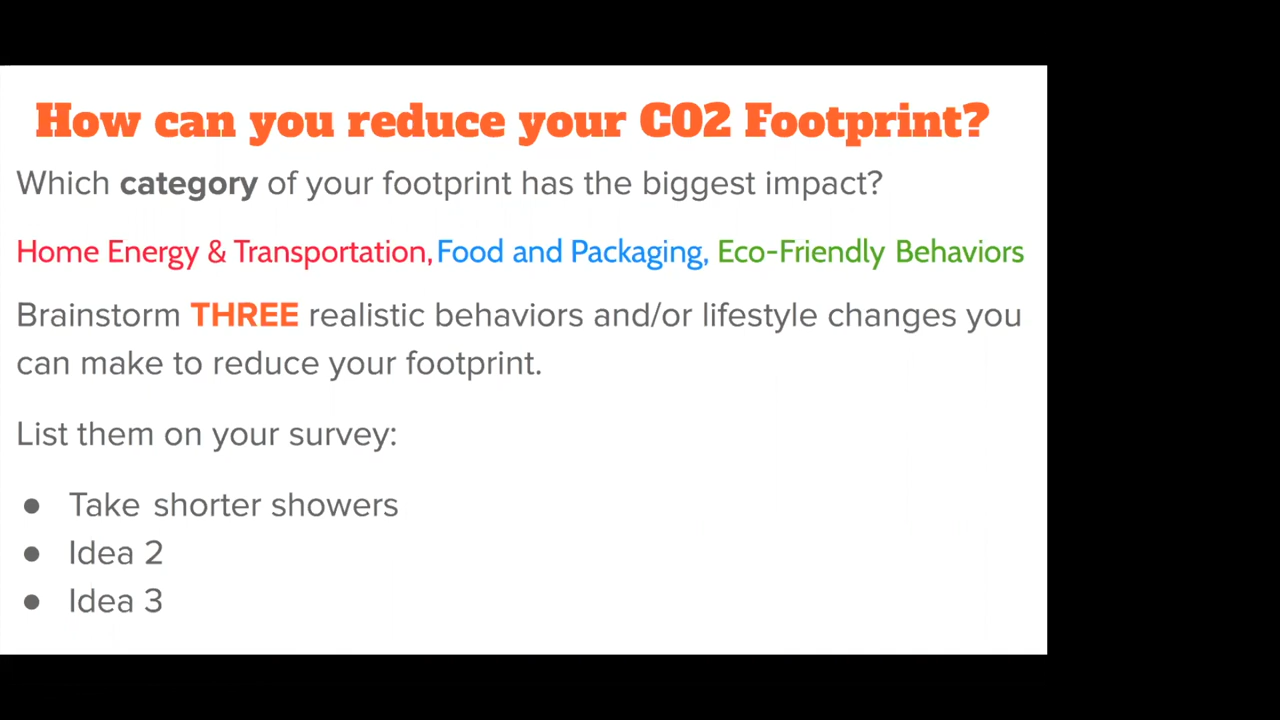 How can you reduce your CO2 Footprint?
Which category of your footprint has the biggest impact?
Home Energy & Transportation, Food and Packaging, Eco-Friendly Behaviors
Brainstorm THREE realistic behaviors and/or lifestyle changes you
can make to reduce your footprint.
List them on your survey:
● Take shorter showers
● Idea 2
● Idea 3